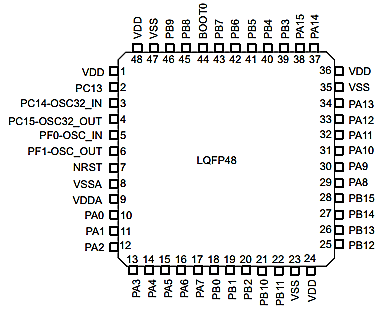 VDD VSS PB9 PB8 BOOT0 PB7 PB6 PB5 PB4 PB3 PA15 PA14
48 47 46 45 44 43 42 41 40 39 38 37
VDD 1
PC13 2
PC14-OSC32_IN 3
PC15-OSC32_OUT 4
PF0-OSC_IN 5
PF1-OSC_OUT 6
NRST 7
VSSA 8
VDDA 9
PA0 10
PA1 11
PA2 12
LQFP48
36 VDD
35 VSS
34 PA13
33 PA12
32 PA11
31 PA10
30 PA9
29 PA8
28 PB15
27 PB14
26 PB13
25 PB12
13 14 15 16 17 18 19 20 21 22 23 24
PA3 PA4 PA5 PA6 PA7 PB0 PB1 PB2 PB10 PB11 VSS VDD